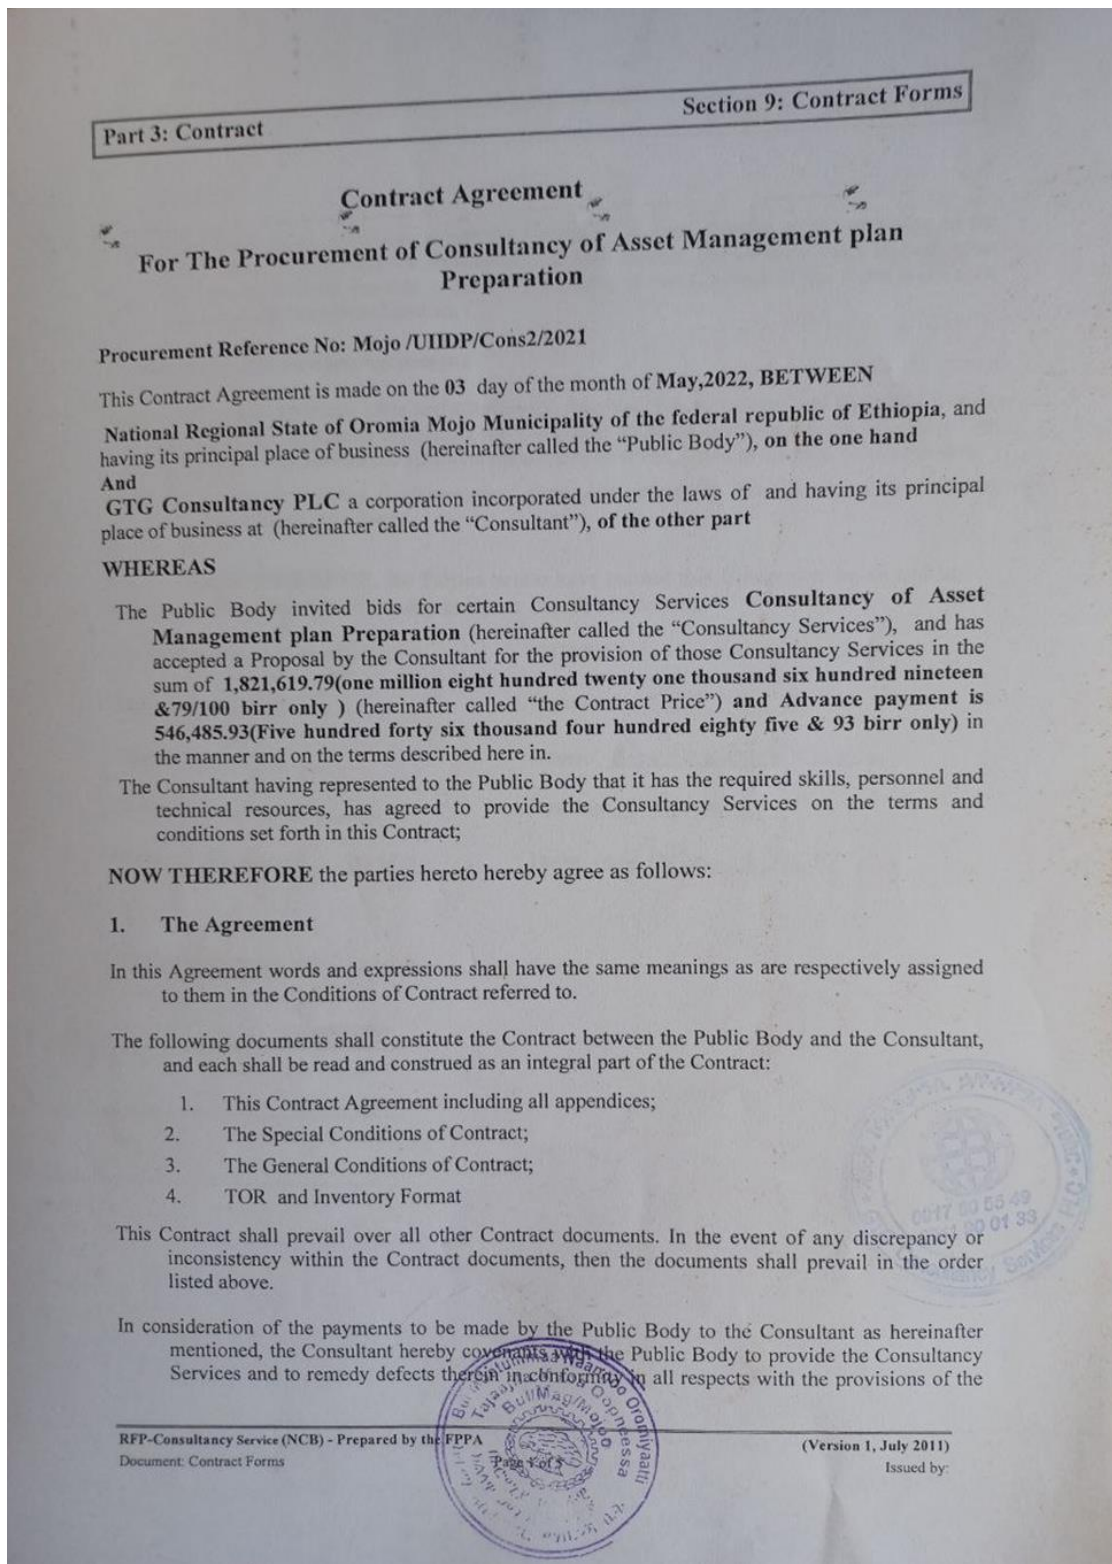 Part 3: Contract
Section 9: Contract Forms
Contract Agreement
For The Procurement of Consultancy of Asset Management plan
Preparation
Procurement Reference No: Mojo /UIIDP/Cons2/2021
This Contract Agreement is made on the 03 day of the month of May,2022, BETWEEN
National Regional State of Oromia Mojo Municipality of the federal republic of Ethiopia, and
having its principal place of business (hereinafter called the “Public Body”), on the one hand
And
GTG Consultancy PLC a corporation incorporated under the laws of and having its principal
place of business at (hereinafter called the “Consultant”), of the other part
WHEREAS
The Public Body invited bids for certain Consultancy Services Consultancy of Asset
Management plan Preparation (hereinafter called the “Consultancy Services”), and has
accepted a Proposal by the Consultant for the provision of those Consultancy Services in the
sum of 1,821,619.79(one million eight hundred twenty one thousand six hundred nineteen
&79/100 birr only ) (hereinafter called “the Contract Price”) and Advance payment is
546,485.93(Five hundred forty six thousand four hundred eighty five & 93 birr only) in
the manner and on the terms described here in.
The Consultant having represented to the Public Body that it has the required skills, personnel and
technical resources, has agreed to provide the Consultancy Services on the terms and
conditions set forth in this Contract;
NOW THEREFORE the parties hereto hereby agree as follows:
1. The Agreement
In this Agreement words and expressions shall have the same meanings as are respectively assigned
to them in the Conditions of Contract referred to.
The following documents shall constitute the Contract between the Public Body and the Consultant,
and each shall be read and construed as an integral part of the Contract:
1. This Contract Agreement including all appendices;
2. The Special Conditions of Contract;
3. The General Conditions of Contract;
4. TOR and Inventory Format
This Contract shall prevail over all other Contract documents. In the event of any discrepancy or
inconsistency within the Contract documents, then the documents shall prevail in the order
listed above.
In consideration of the payments to be made by the Public Body to the Consultant as hereinafter
mentioned, the Consultant hereby covenants with the Public Body to provide the Consultancy
Services and to remedy defects therein in conformity in all respects with the provisions of the
RFP-Consultancy Service (NCB) - Prepared by the FPPA
(Version 1, July 2011)
Document: Contract Forms
Page 1 of 5
Issued by: